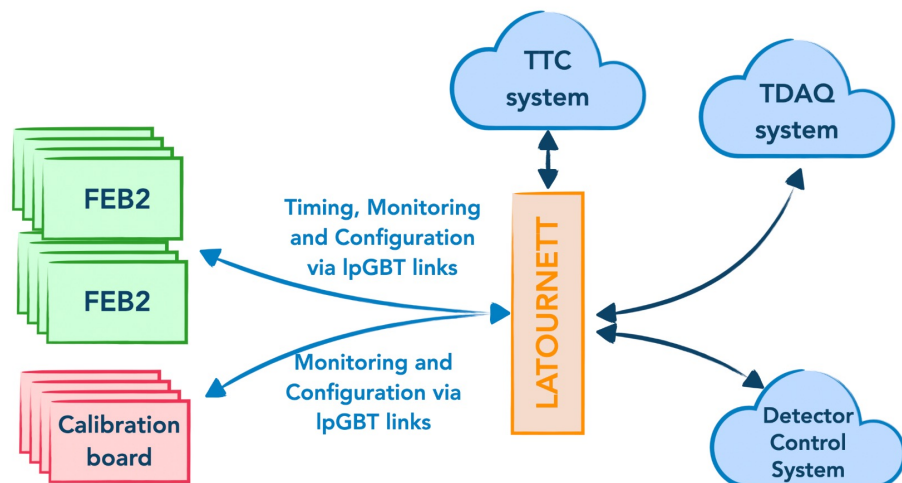 TTC
system
TDAQ
system
FEB2
FEB2
Timing, Monitoring
and Configuration
via lpGBT links
LATOURNETT
Monitoring and
Configuration via
lpGBT links
Calibration
board
Detector
Control
System